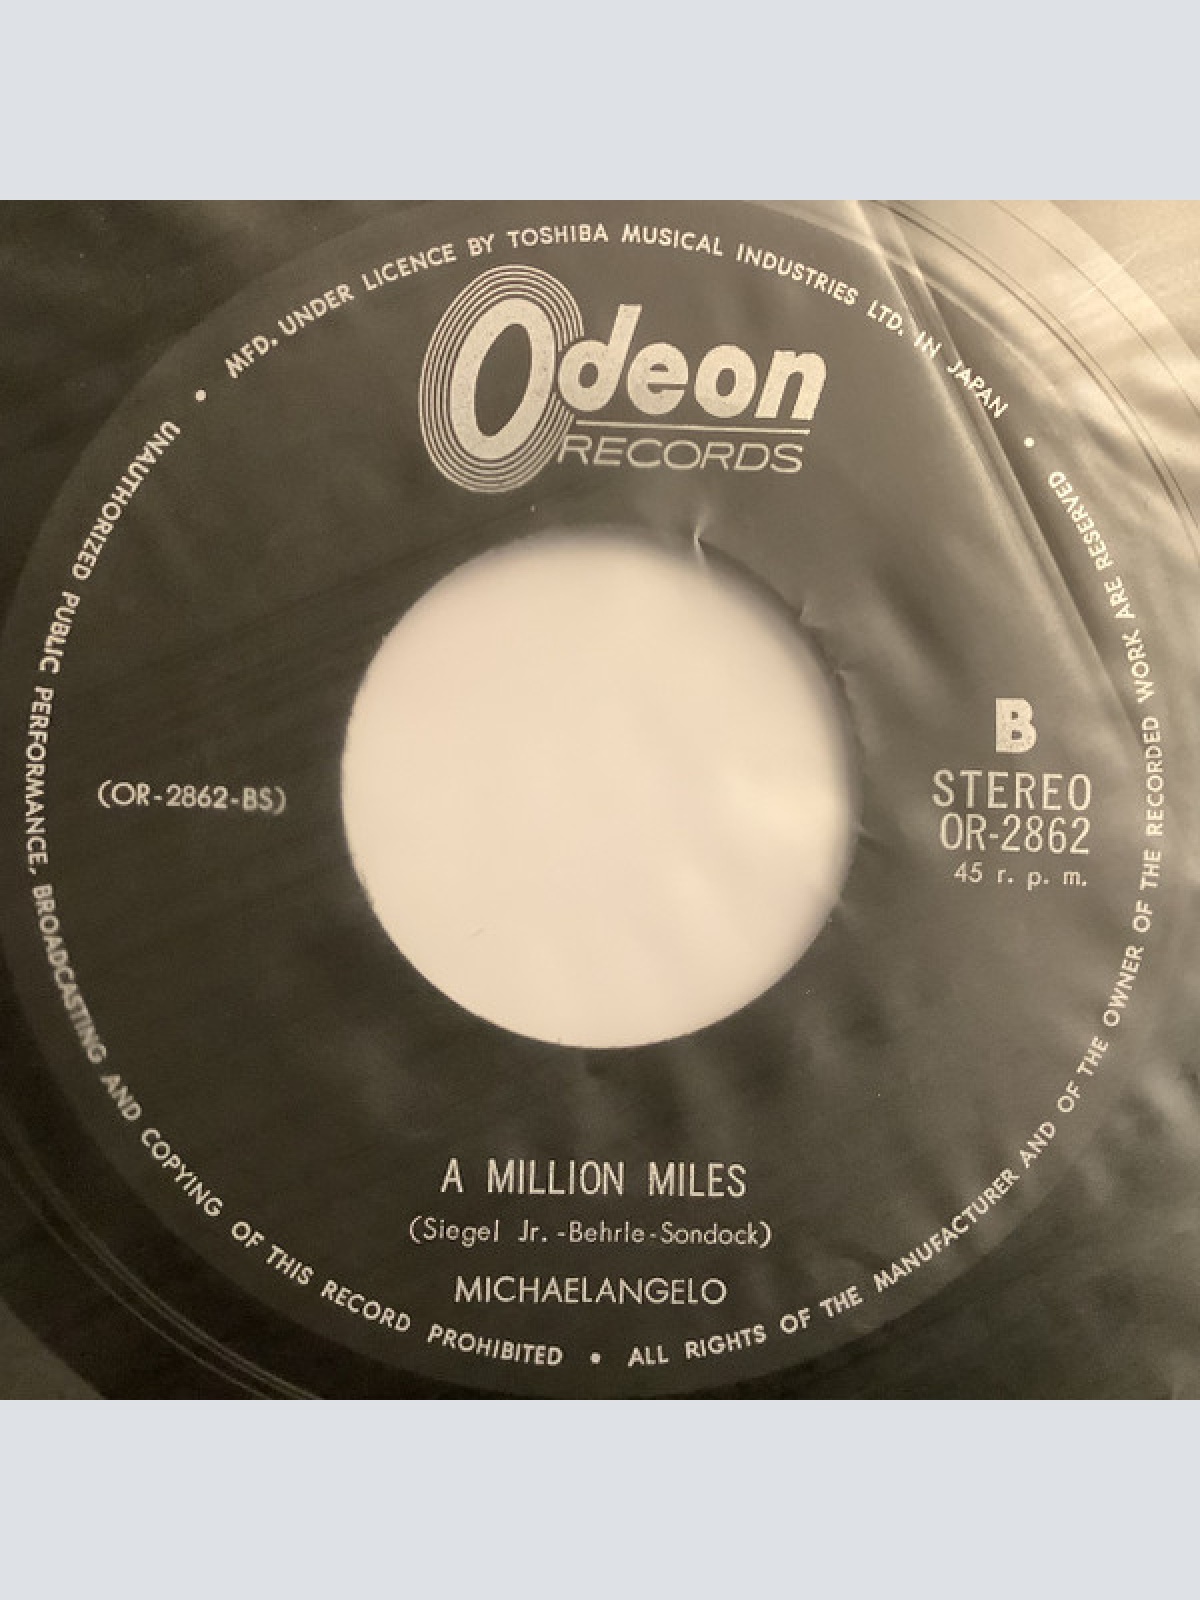 MFD. UNDER LICENCE BY TOSHIBA MUSICAL INDUSTRIES LTD. IN JAPAN •
Odeon
RECORDS
B
STEREO
OR-2862
45 r. p. m.
(OR-2862-BS)
A MILLION MILES
(Siegel Jr. -Behrle-Sondock)
MICHAELANGELO
ALL RIGHTS OF THE MANUFACTURER AND OF THE OWNER OF THE RECORDED WORK ARE RESERVED •
UNAUTHORIZED PUBLIC PERFORMANCE, BROADCASTING AND COPYING OF THIS RECORD PROHIBITED •